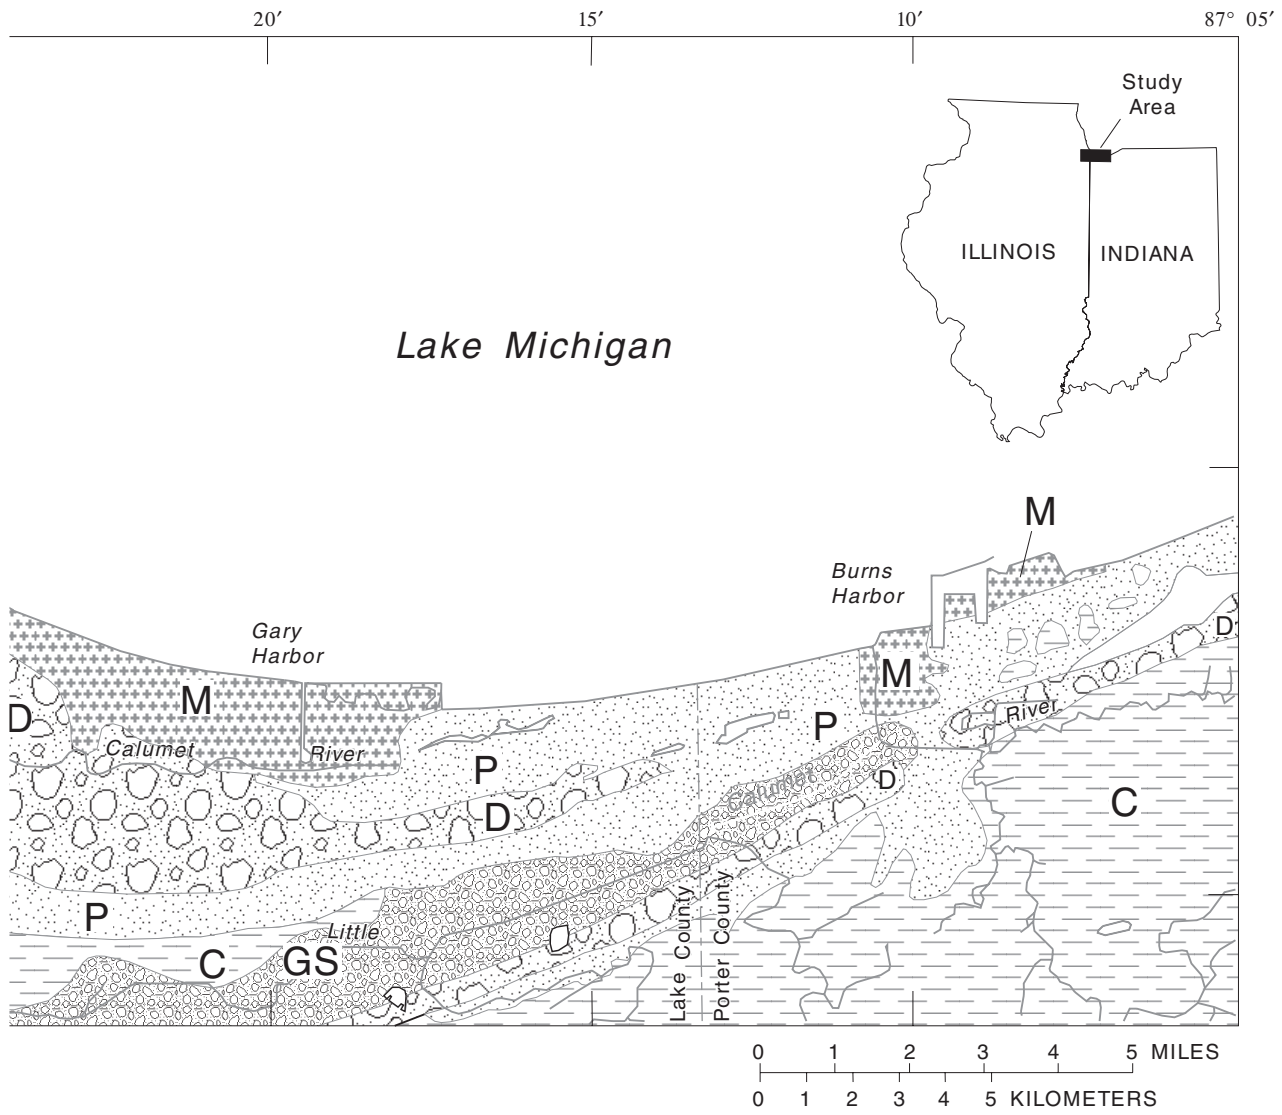 20′ 15′ 10′ 87° 05′
Study
Area
ILLINOIS INDIANA
Lake Michigan
M
Burns
Harbor
Gary
Harbor
D
M
M
D
River
Calumet
River
P
P
D
Calumet
D
C
P
Little
C
GS
Lake County
Porter County
0 1 2 3 4 5 MILES
0 1 2 3 4 5 KILOMETERS